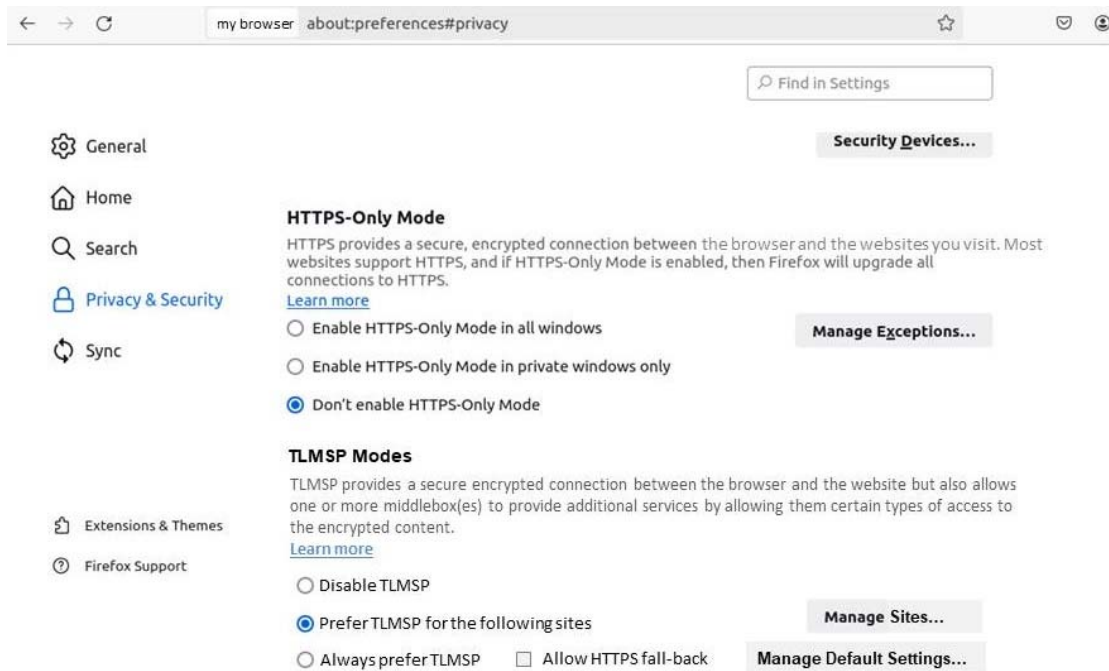 my browser about:preferences#privacy
Find in Settings
General
Security Devices...
Home
HTTPS-Only Mode
Search
HTTPS provides a secure, encrypted connection between the browser and the websites you visit. Most
websites support HTTPS, and if HTTPS-Only Mode is enabled, then Firefox will upgrade all
connections to HTTPS.
Privacy & Security
Learn more
Enable HTTPS-Only Mode in all windows
Manage Exceptions...
Sync
Enable HTTPS-Only Mode in private windows only
Don't enable HTTPS-Only Mode
TLMSP Modes
TLMSP provides a secure encrypted connection between the browser and the website but also allows
one or more middlebox(es) to provide additional services by allowing them certain types of access to
the encrypted content.
Extensions & Themes
Learn more
Firefox Support
Disable TLMSP
Prefer TLMSP for the following sites
Manage Sites...
Always prefer TLMSP
Allow HTTPS fall-back
Manage Default Settings...